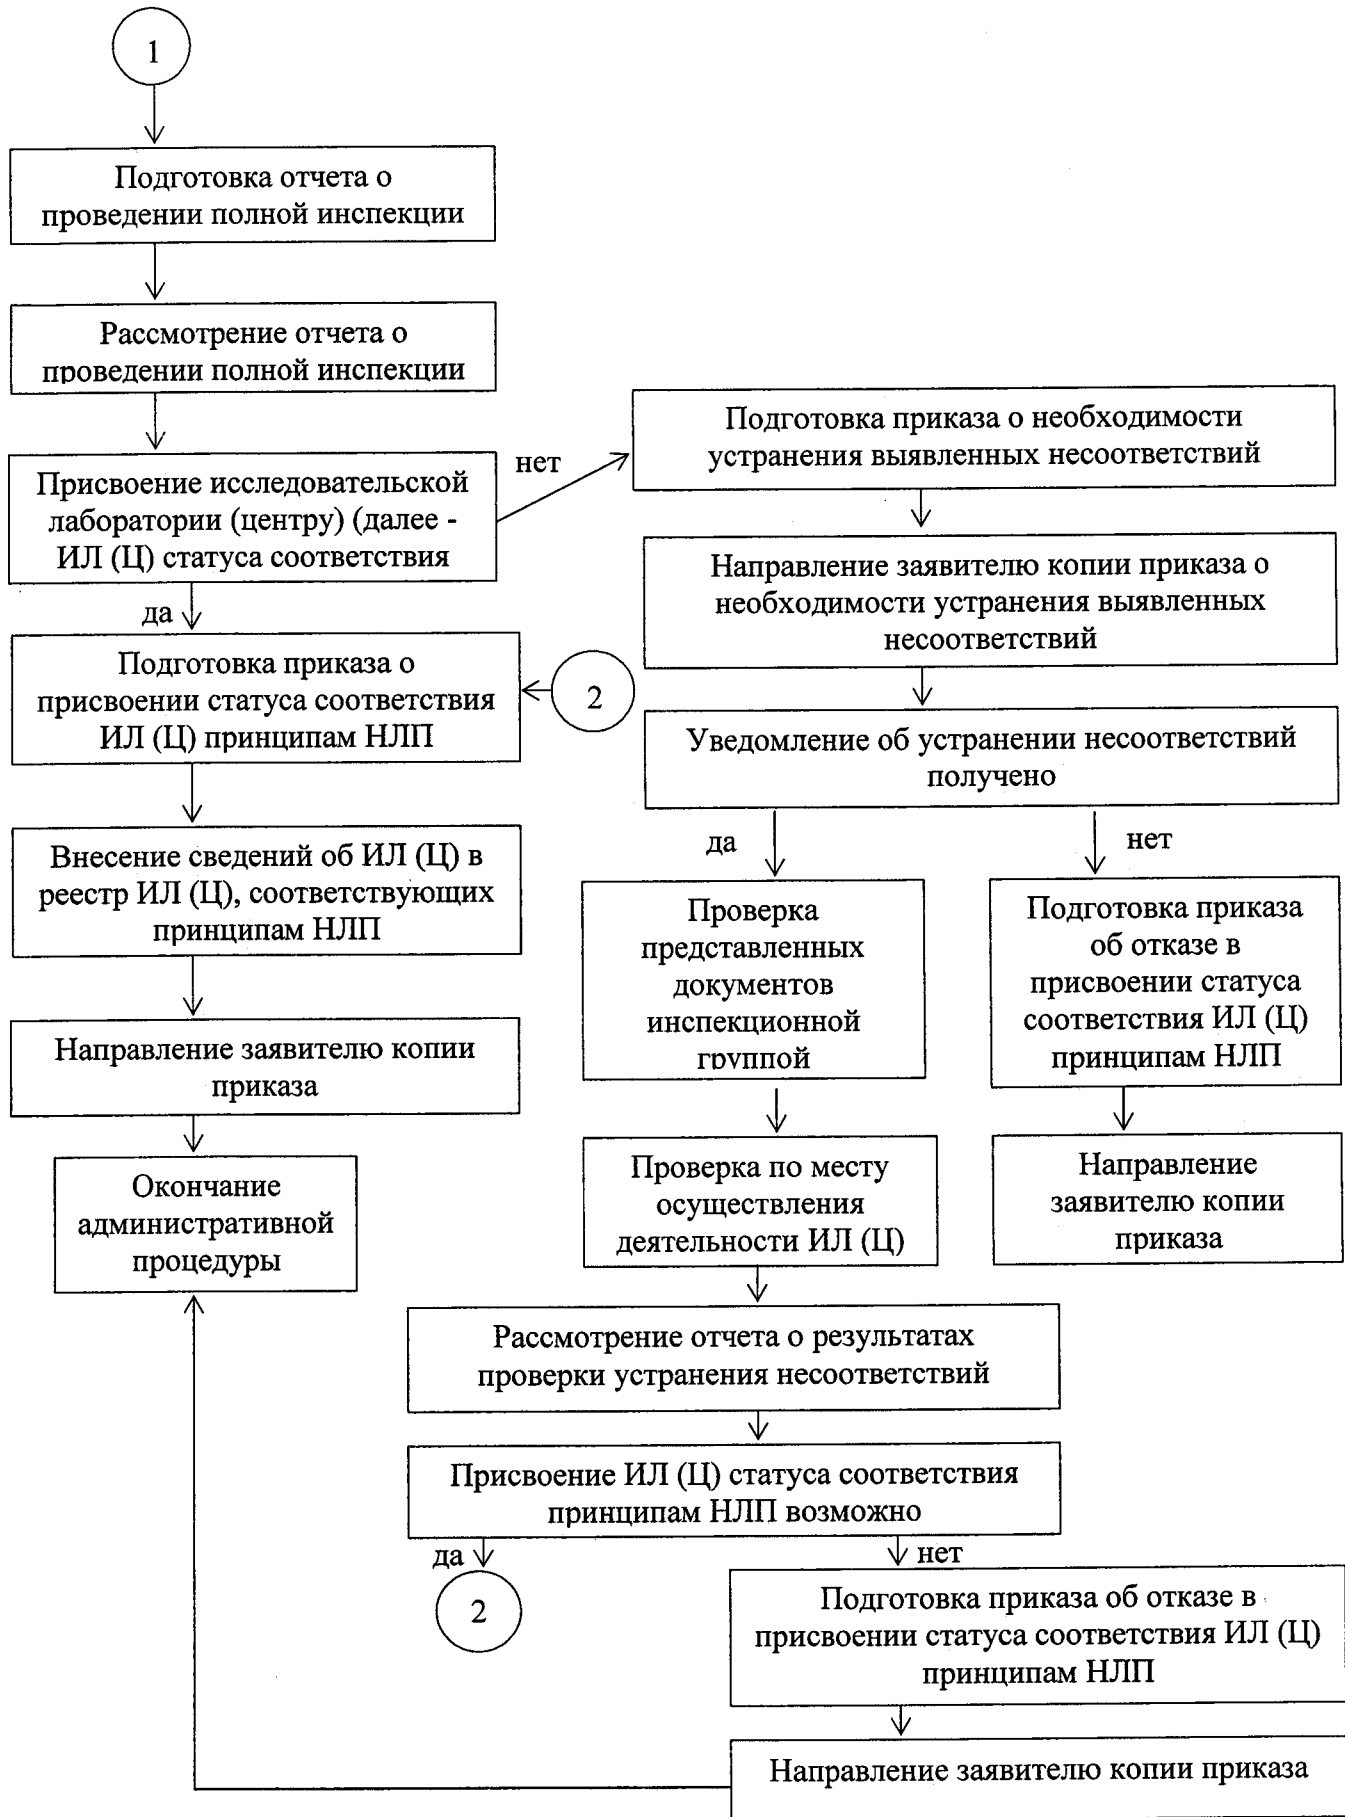 1
Подготовка отчета о
проведении полной инспекции
Рассмотрение отчета о
проведении полной инспекции
Присвоение исследовательской
лаборатории (центру) (далее -
ИЛ (Ц) статуса соответствия
нет
Подготовка приказа о необходимости
устранения выявленных несоответствий
да
Направление заявителю копии приказа о
необходимости устранения выявленных
несоответствий
Подготовка приказа о
присвоении статуса соответствия
ИЛ (Ц) принципам НЛП
2
Уведомление об устранении несоответствий
получено
да
нет
Внесение сведений об ИЛ (Ц) в
реестр ИЛ (Ц), соответствующих
принципам НЛП
Проверка
представленных
документов
инспекционной
группой
Подготовка приказа
об отказе в
присвоении статуса
соответствия ИЛ (Ц)
принципам НЛП
Направление заявителю копии
приказа
Окончание
административной
процедуры
Проверка по месту
осуществления
деятельности ИЛ (Ц)
Направление
заявителю копии
приказа
Рассмотрение отчета о результатах
проверки устранения несоответствий
Присвоение ИЛ (Ц) статуса соответствия
принципам НЛП возможно
да
нет
2
Подготовка приказа об отказе в
присвоении статуса соответствия ИЛ (Ц)
принципам НЛП
Направление заявителю копии приказа